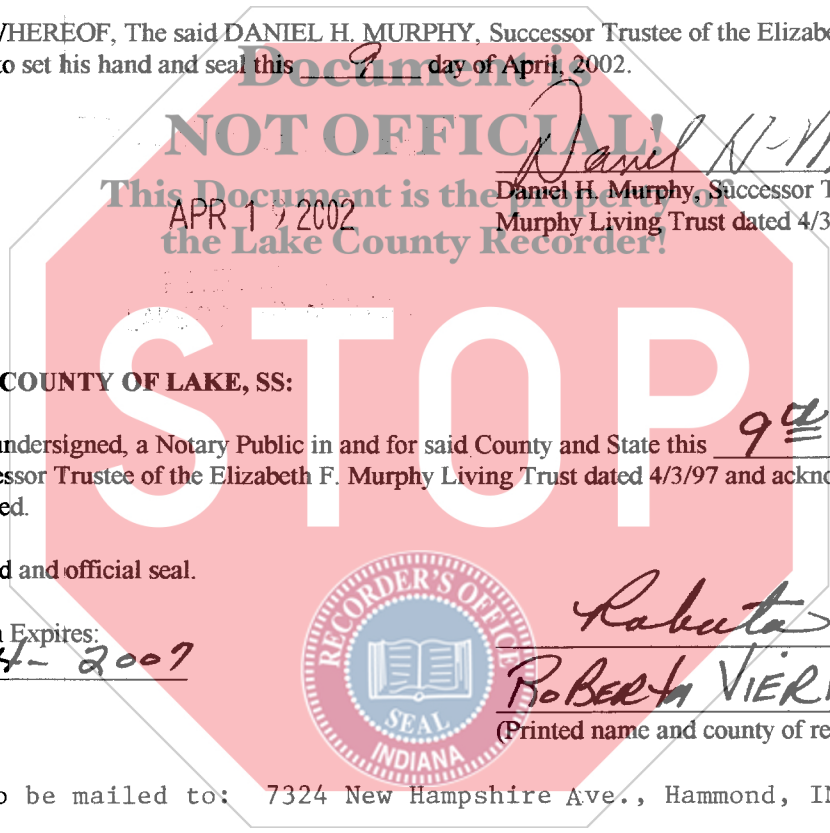 WHEREOF, The said DANIEL H. MURPHY, Successor Trustee of the Elizabe
to set his hand and seal this 9 day of April, 2002.
Document is
NOT OFFICIAL!
This Document is the Property of
the Lake County Recorder!
Daniel H. M
Daniel H. Murphy, Successor T
Murphy Living Trust dated 4/3
APR 19 2002
STOP
COUNTY OF LAKE, SS:
undersigned, a Notary Public in and for said County and State this 9th
essor Trustee of the Elizabeth F. Murphy Living Trust dated 4/3/97 and ackno
ed.
d and official seal.
n Expires:
2007
Roberta
ROBERTA VIER
(Printed name and county of re
RECORDER'S OFFICE
SEAL
INDIANA
o be mailed to: 7324 New Hampshire Ave., Hammond, IN